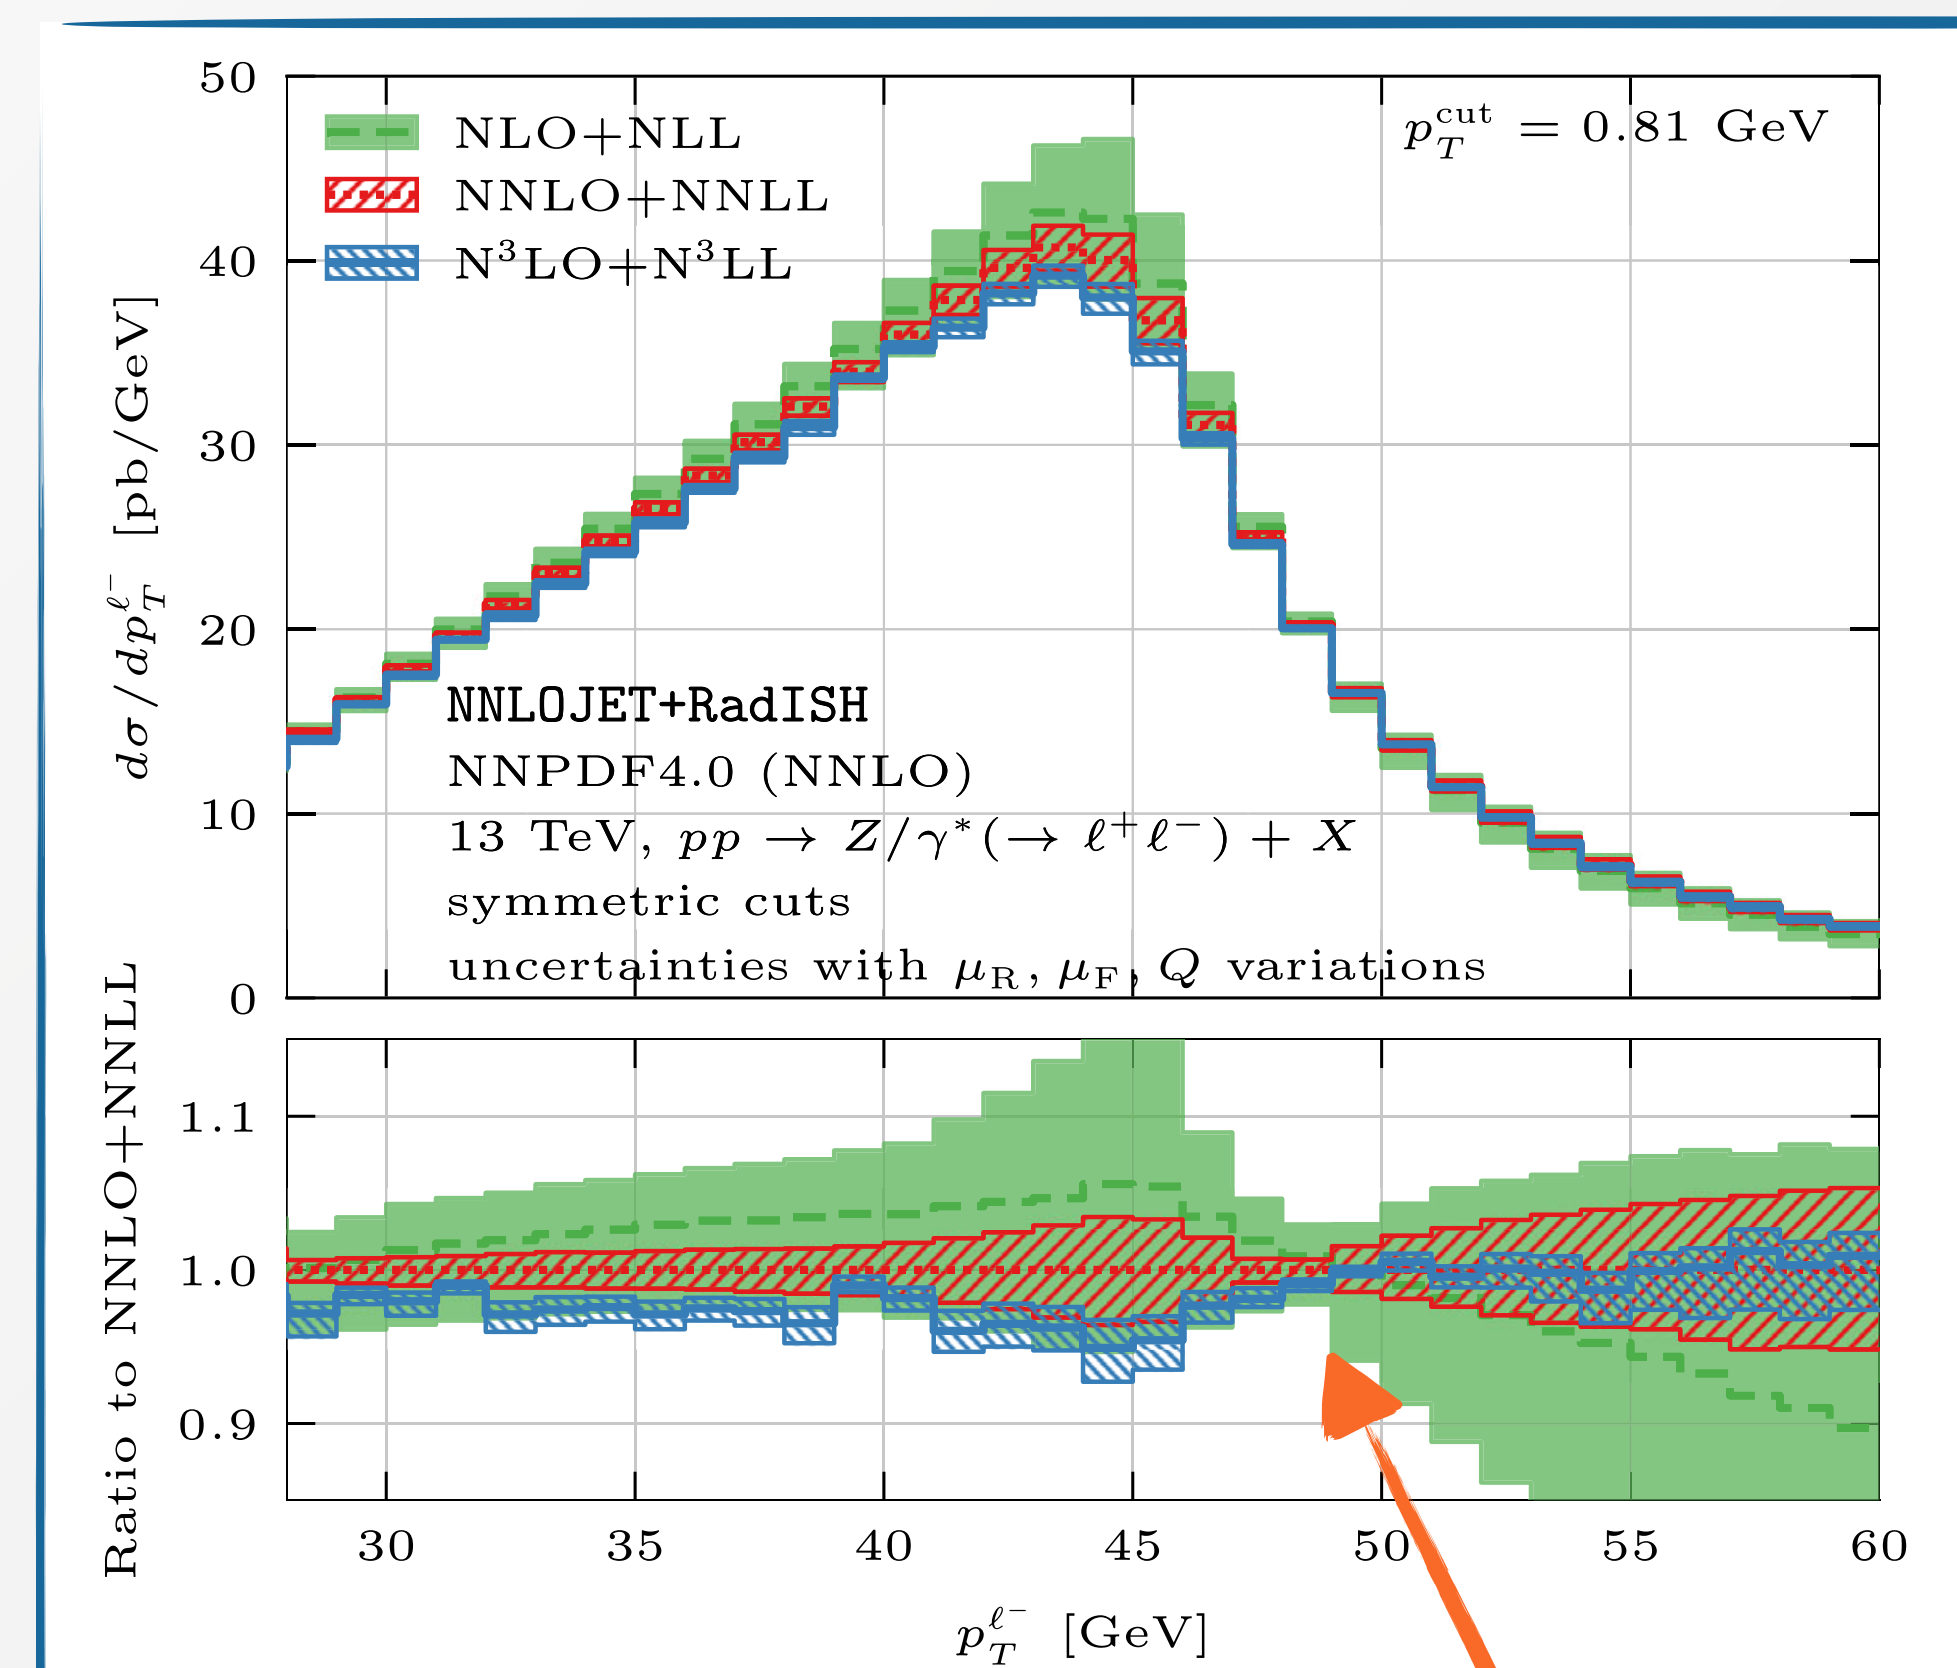 50
40
30
20
10
0
dσ/dp_T^{ℓ^-} [pb/GeV]
NLO+NLL
NNLO+NNLL
N³LO+N³LL
p_T^{cut} = 0.81 GeV
NNLOJET+RadISH
NNPDF4.0 (NNLO)
13 TeV, pp → Z/γ*(→ ℓ⁺ℓ⁻) + X
symmetric cuts
uncertainties with μ_R, μ_F, Q variations
Ratio to NNLO+NNLL
1.1
1.0
0.9
30 35 40 45 50 55 60
p_T^{ℓ^-} [GeV]